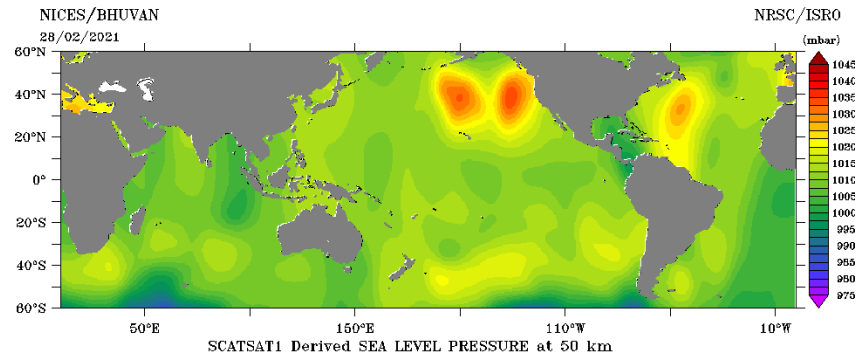 NICES/BHUVAN
NRSC/ISRO
28/02/2021
(mbar)
60°N
40°N
20°N
0°
20°S
40°S
60°S
50°E
150°E
110°W
10°W
1045
1040
1035
1030
1025
1020
1015
1010
1005
1000
995
990
985
980
975
SCATSAT1 Derived SEA LEVEL PRESSURE at 50 km